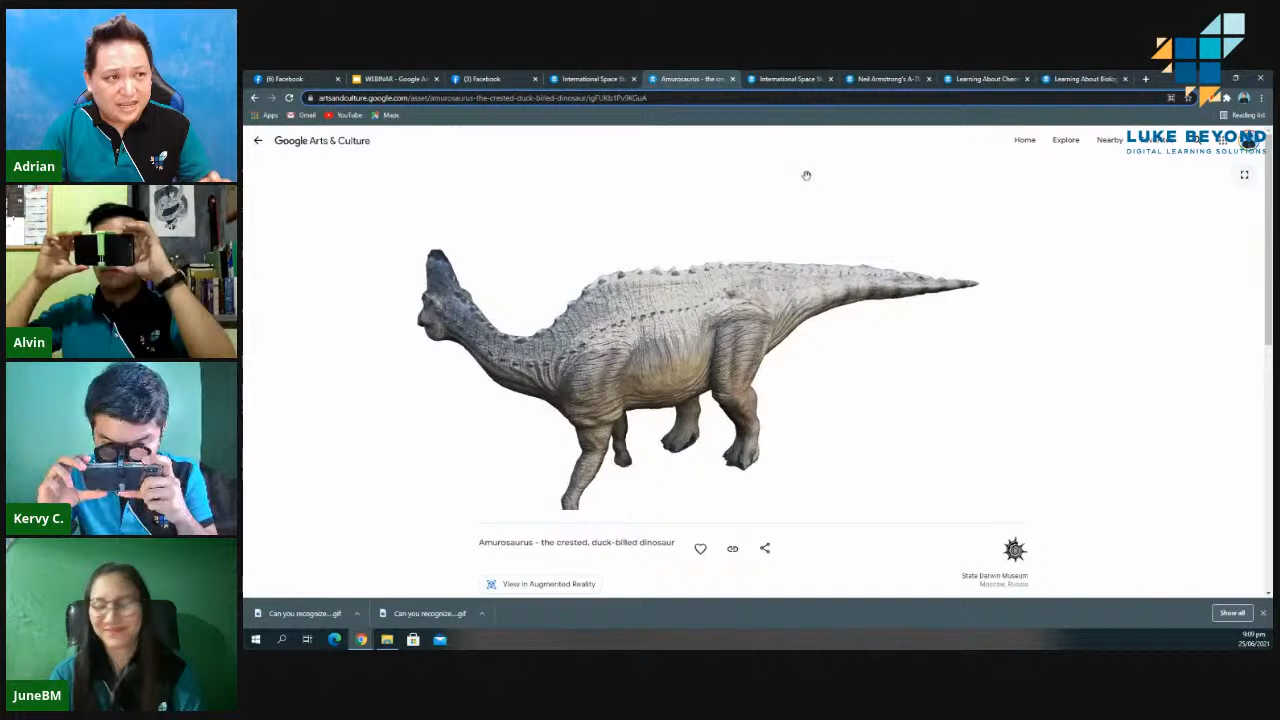 Adrian
Alvin
Kervy C.
JuneBM
LUKE BEYOND
DIGITAL LEARNING SOLUTIONS
(6) Facebook
WEBINAR - Google Ar
(3) Facebook
International Space St
Amurosaurus - the cre
International Space St
Neil Armstrong's A-7L
Learning About Chem
Learning About Biolog
artsandculture.google.com/asset/amurosaurus-the-crested-duck-billed-dinosaur/
Apps
Gmail
YouTube
Maps
Reading list
Google Arts & Culture
Home
Explore
Nearby
Amurosaurus - the crested, duck-billed dinosaur
View in Augmented Reality
State Darwin Museum
Moscow, Russia
Can you recognize....gif
Can you recognize....gif
Show all
9:09 pm
25/06/2021